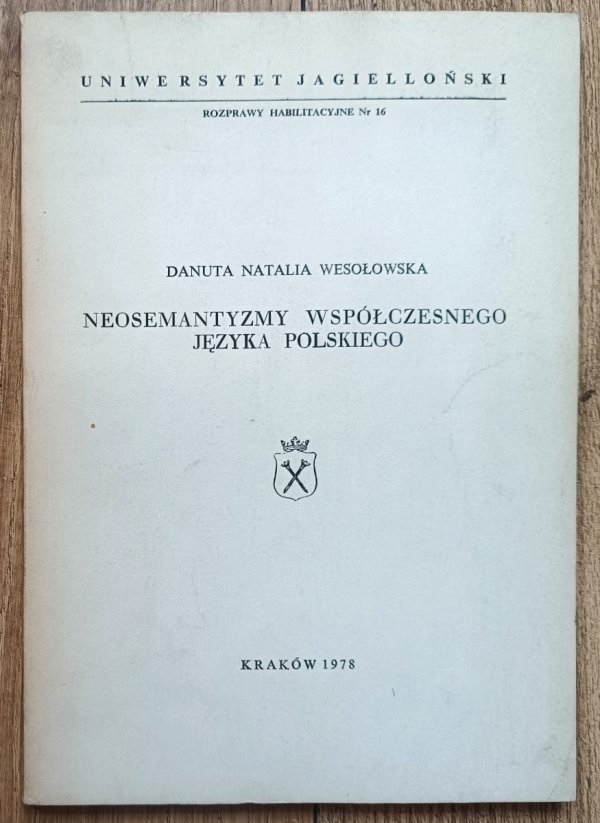 UNIWERSYTET JAGIELLOŃSKI
ROZPRAWY HABILITACYJNE Nr 16
DANUTA NATALIA WESOŁOWSKA
NEOSEMANTYZMY WSPÓŁCZESNEGO
JĘZYKA POLSKIEGO
KRAKÓW 1978